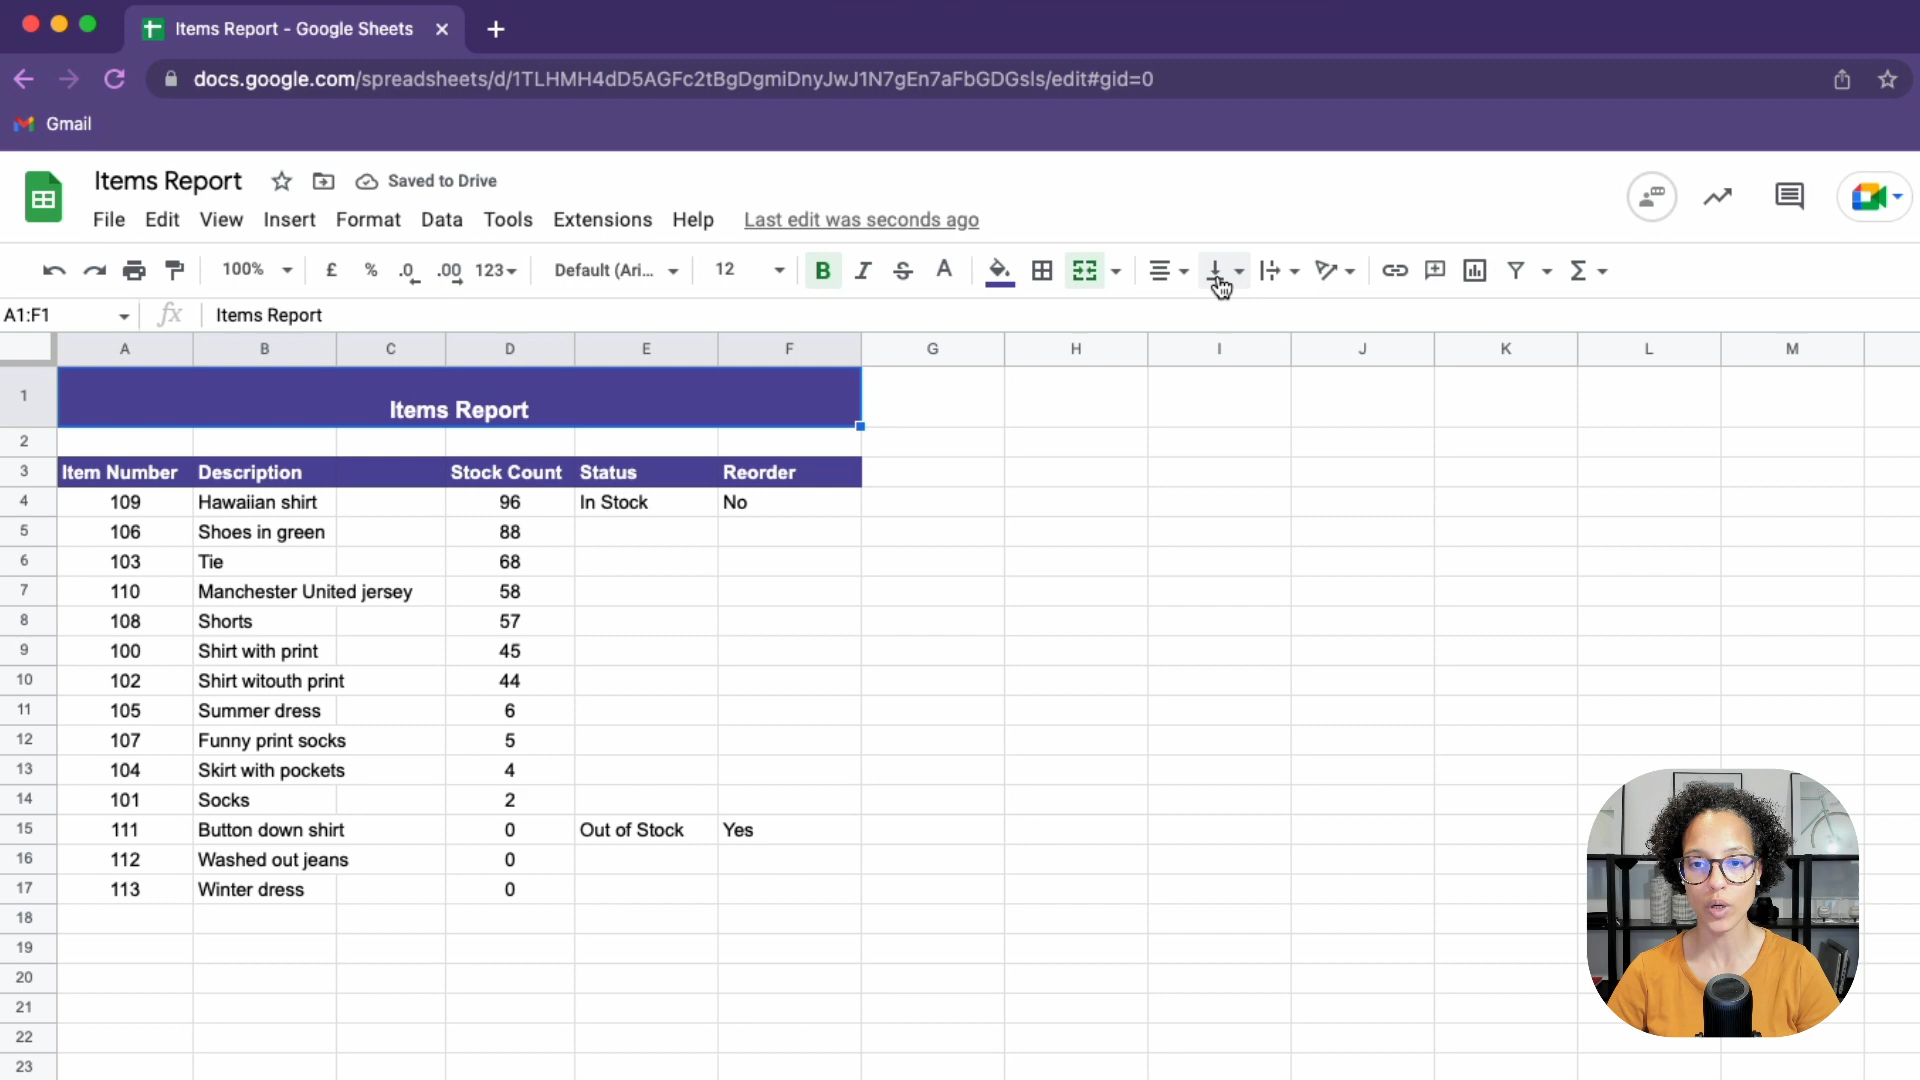 Items Report - Google Sheets
docs.google.com/spreadsheets/d/1TLHMH4dD5AGFc2tBgDgmiDnyJwJ1N7gEn7aFbGDGsls/edit#gid=0
Gmail
Items Report Saved to Drive
File Edit View Insert Format Data Tools Extensions Help Last edit was seconds ago
100% £ % .0 .00 123 Default (Ari... 12 B I S A Σ
A1:F1 fx Items Report
A B C D E F G H I J K L M
1 Items Report
2
3 Item Number Description Stock Count Status Reorder
4 109 Hawaiian shirt 96 In Stock No
5 106 Shoes in green 88
6 103 Tie 68
7 110 Manchester United jersey 58
8 108 Shorts 57
9 100 Shirt with print 45
10 102 Shirt witouth print 44
11 105 Summer dress 6
12 107 Funny print socks 5
13 104 Skirt with pockets 4
14 101 Socks 2
15 111 Button down shirt 0 Out of Stock Yes
16 112 Washed out jeans 0
17 113 Winter dress 0
18
19
20
21
22
23